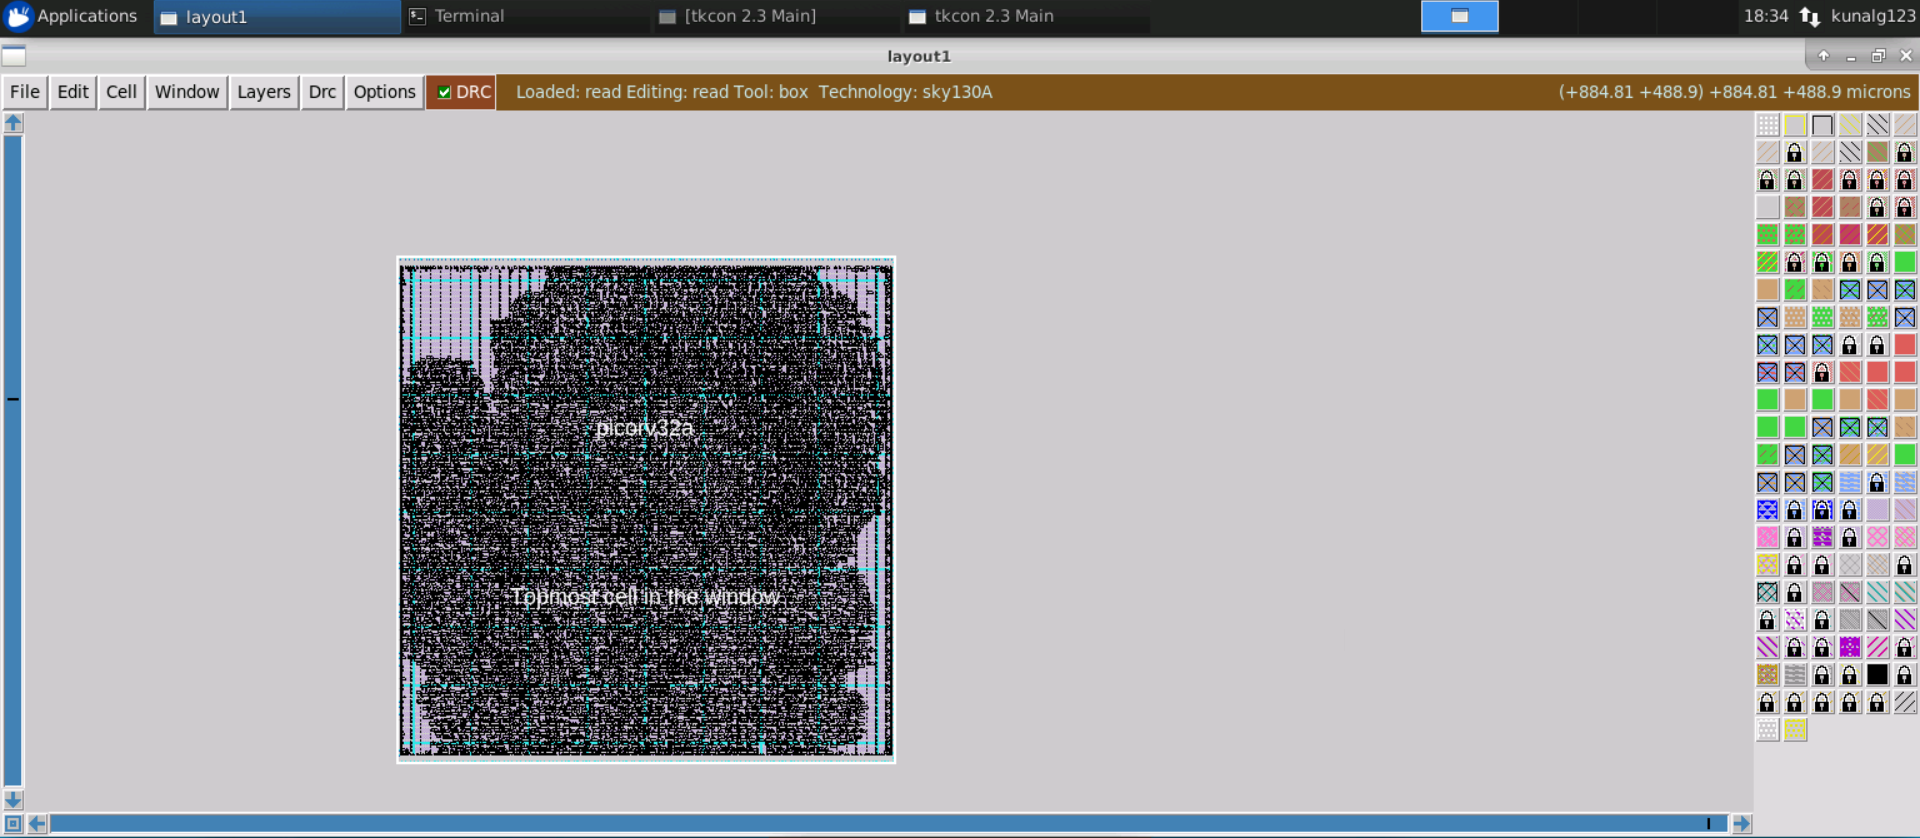 Applications layout1 Terminal [tkcon 2.3 Main] tkcon 2.3 Main 18:34 kunalg123
layout1
File Edit Cell Window Layers Drc Options DRC Loaded: read Editing: read Tool: box Technology: sky130A (+884.81 +488.9) +884.81 +488.9 microns
picorv32a
Topmost cell in the window